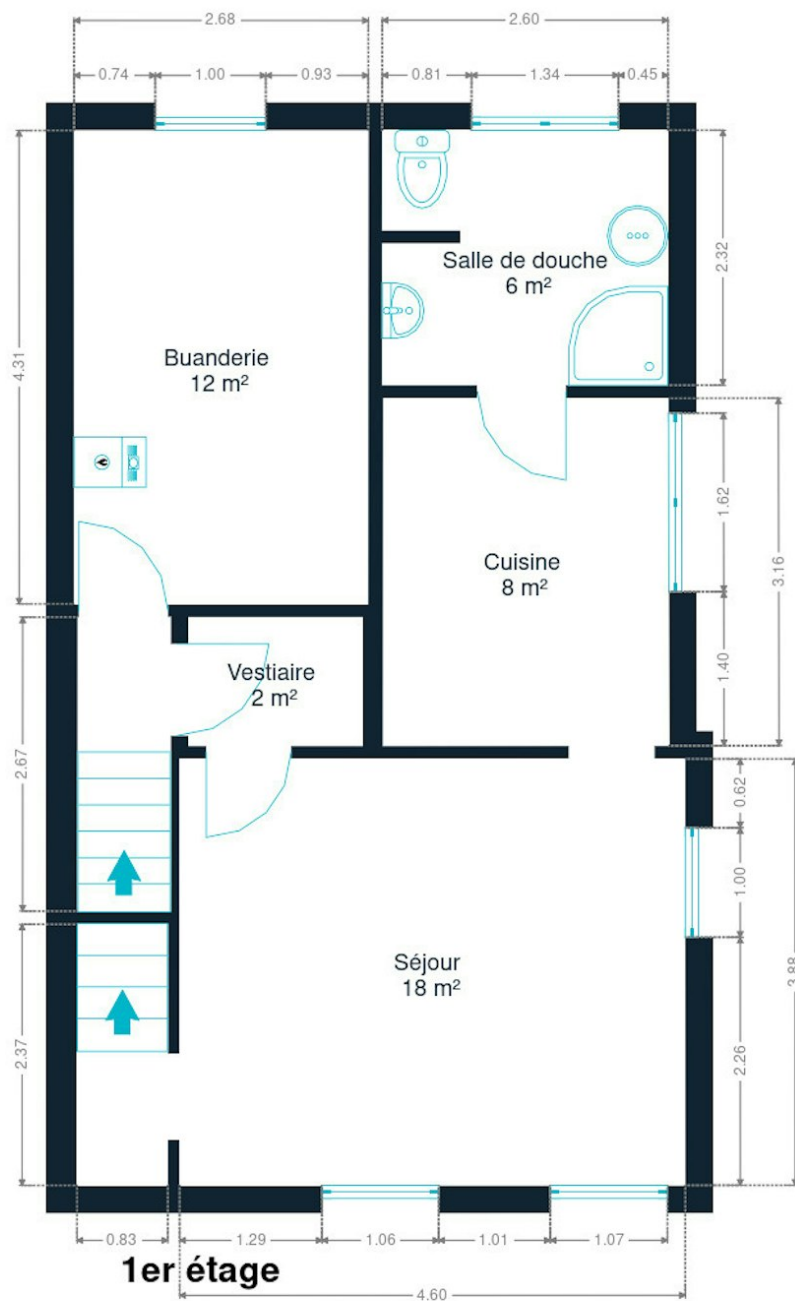 2.68
2.60
0.74
1.00
0.93
0.81
1.34
0.45
4.31
2.32
Salle de douche
6 m²
Buanderie
12 m²
1.62
3.16
Cuisine
8 m²
1.40
Vestiaire
2 m²
2.67
0.62
1.00
3.88
Séjour
18 m²
2.37
2.26
0.83
1.29
1.06
1.01
1.07
1er étage
4.60